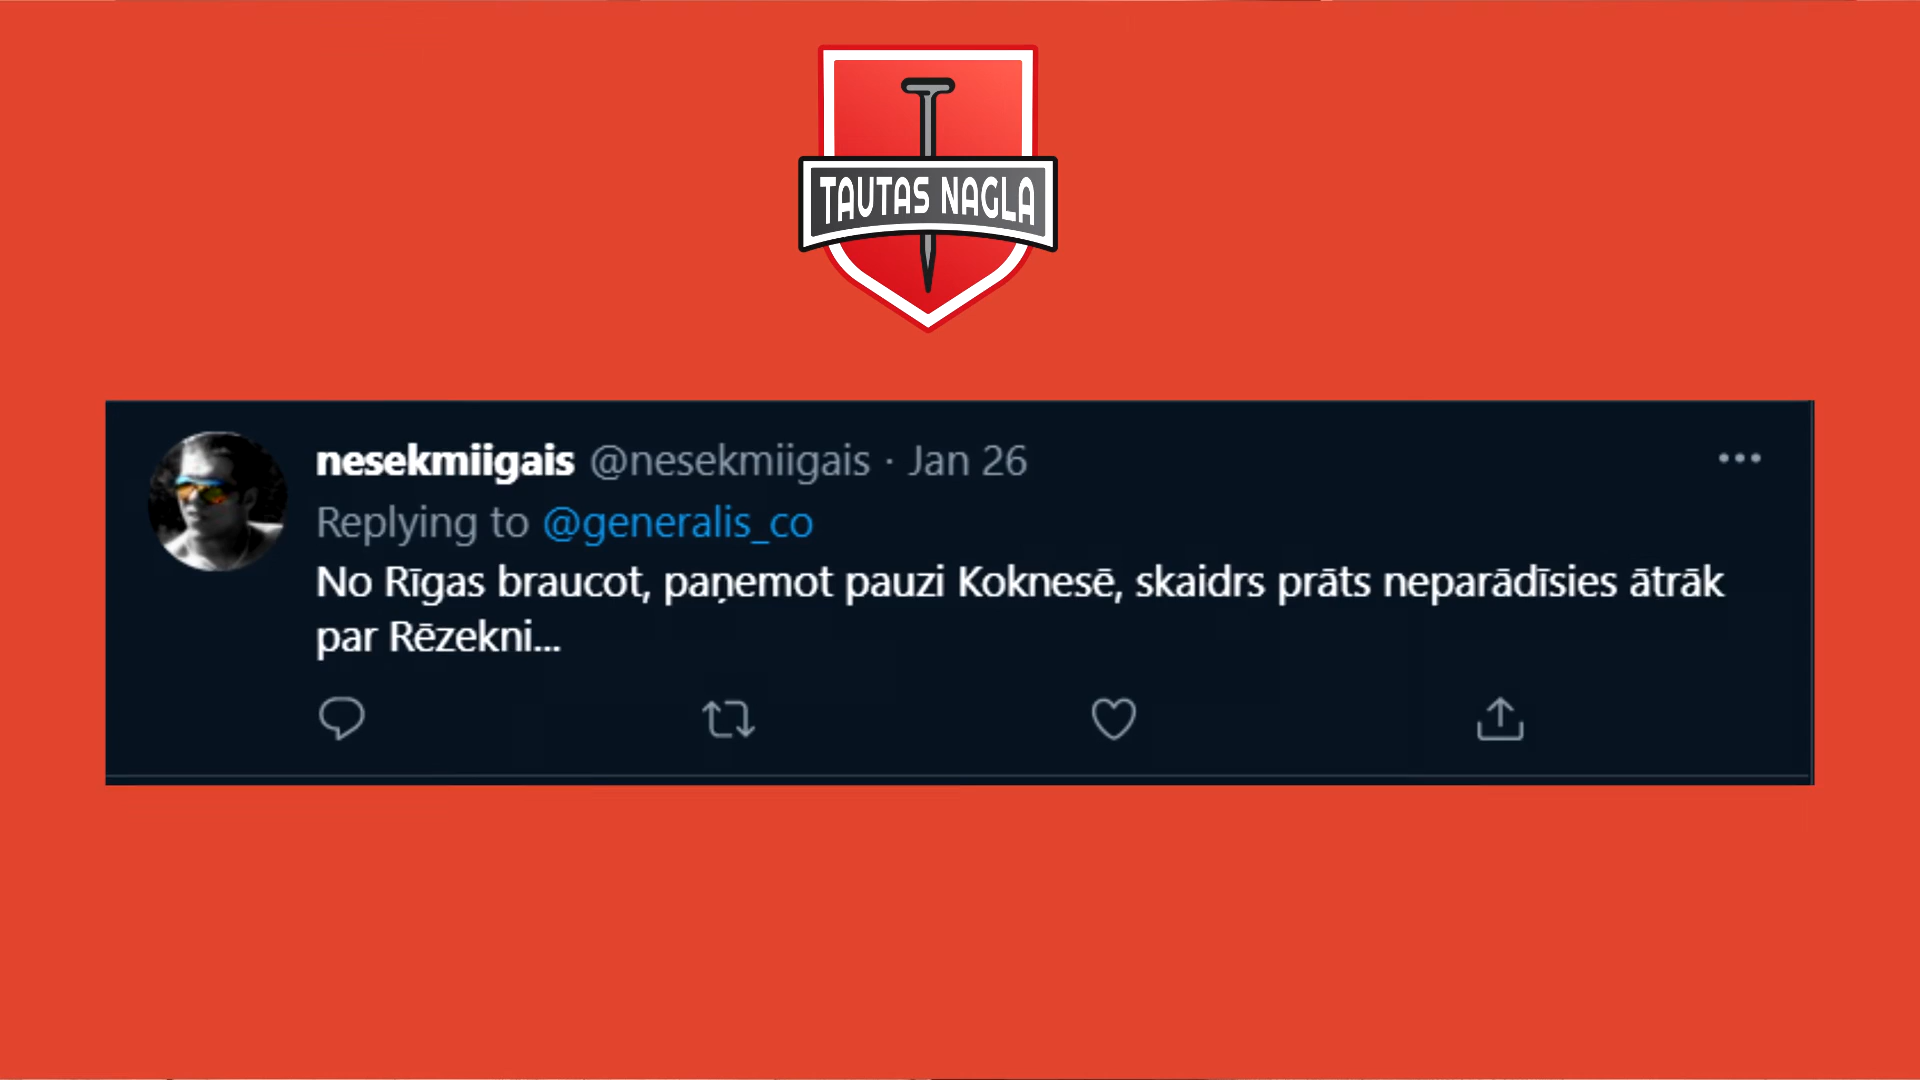 TAUTAS NAGLA
nesekmiigais @nesekmiigais · Jan 26
Replying to @generalis_co
No Rīgas braucot, paņemot pauzi Koknesē, skaidrs prāts neparādīsies ātrāk
par Rēzekni...